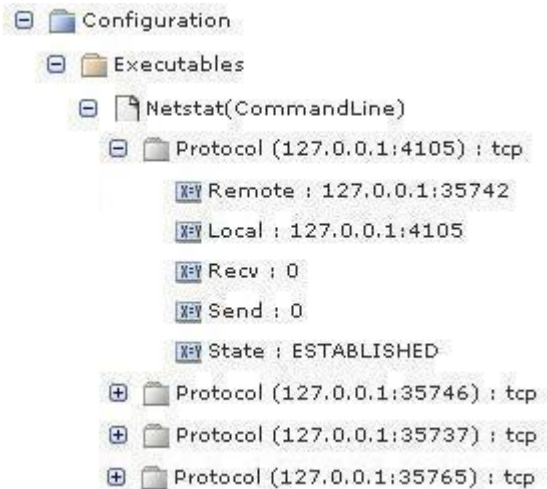 Configuration
Executables
Netstat(CommandLine)
Protocol (127.0.0.1:4105) : tcp
X=Y Remote : 127.0.0.1:35742
X=Y Local : 127.0.0.1:4105
X=Y Recv : 0
X=Y Send : 0
X=Y State : ESTABLISHED
Protocol (127.0.0.1:35746) : tcp
Protocol (127.0.0.1:35737) : tcp
Protocol (127.0.0.1:35765) : tcp